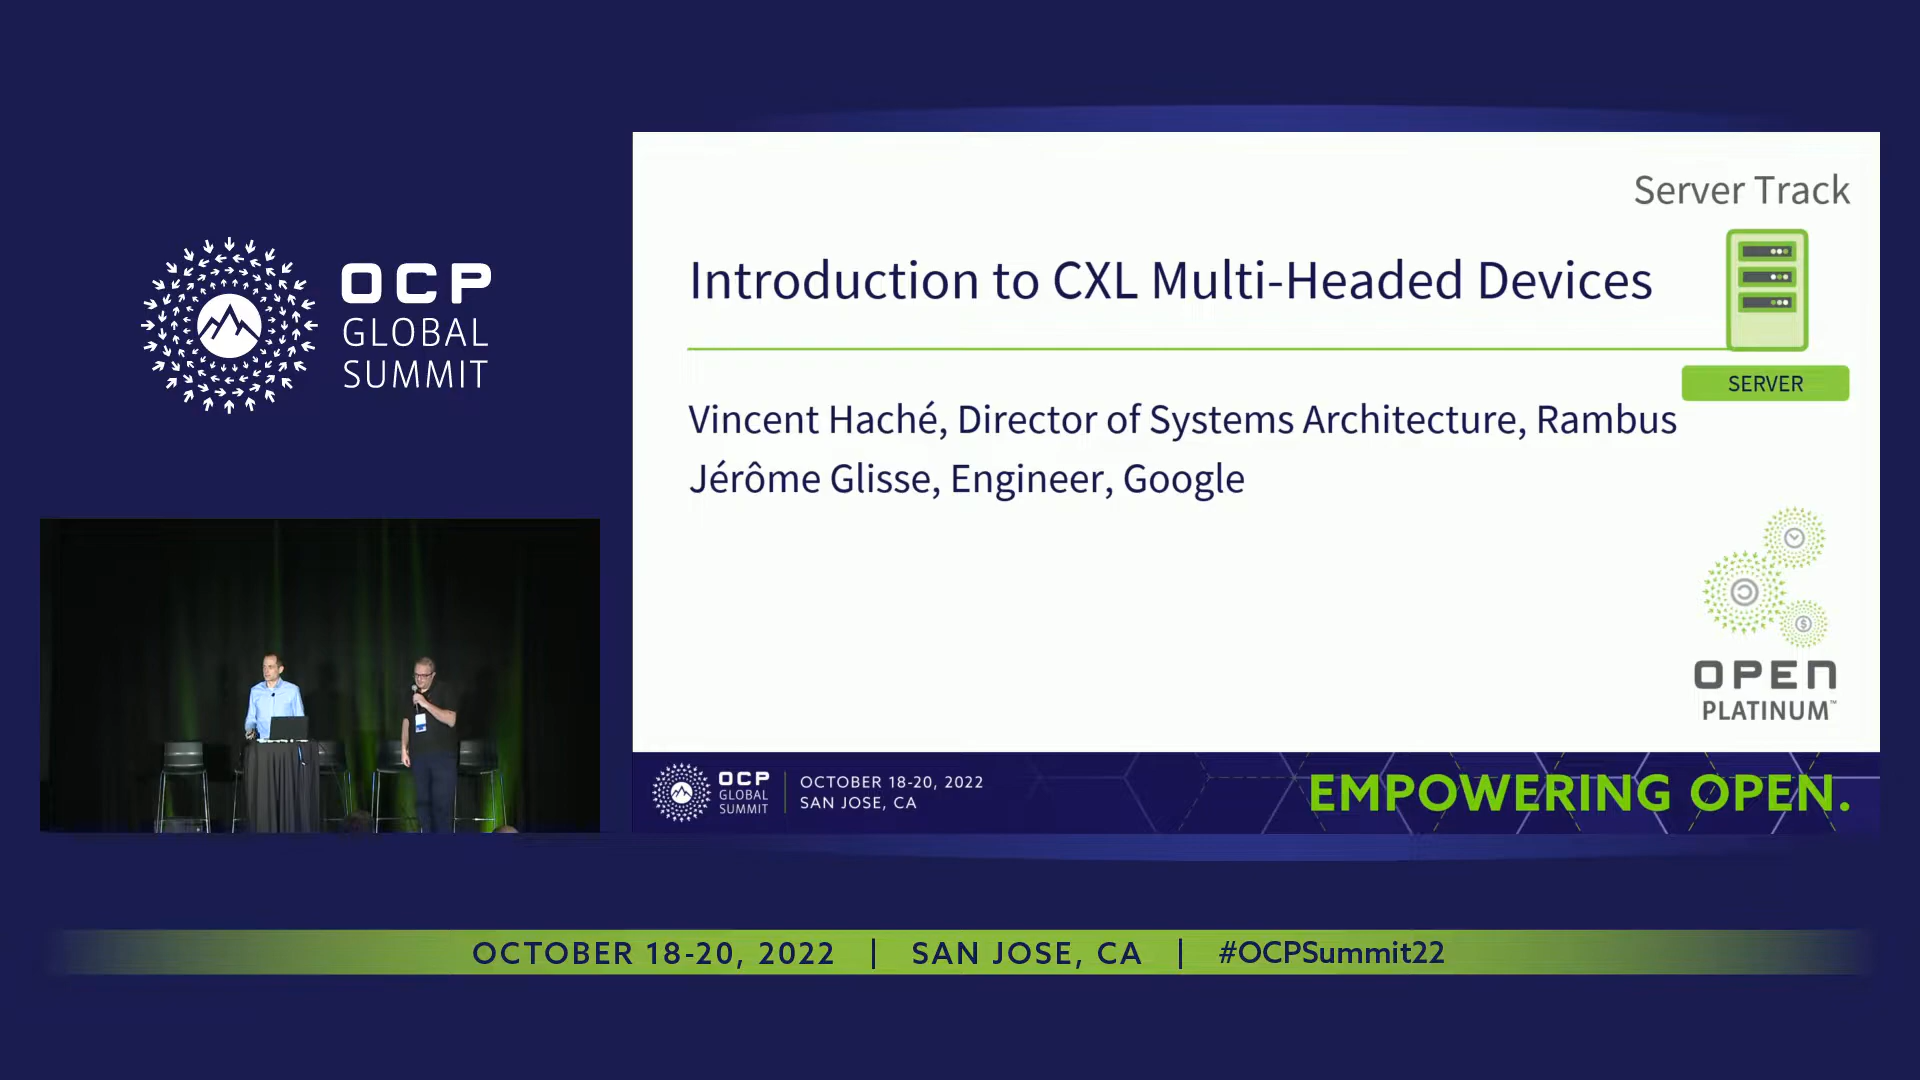 OCP
GLOBAL
SUMMIT
Server Track
Introduction to CXL Multi-Headed Devices
SERVER
Vincent Haché, Director of Systems Architecture, Rambus
Jérôme Glisse, Engineer, Google
OPEN
PLATINUM™
OCP
GLOBAL
SUMMIT
OCTOBER 18-20, 2022
SAN JOSE, CA
EMPOWERING OPEN.
OCTOBER 18-20, 2022 | SAN JOSE, CA | #OCPSummit22